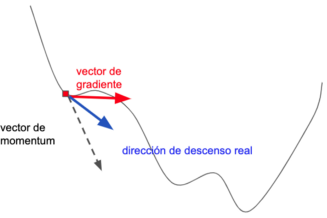 vector de
gradiente
vector de
momentum
dirección de descenso real